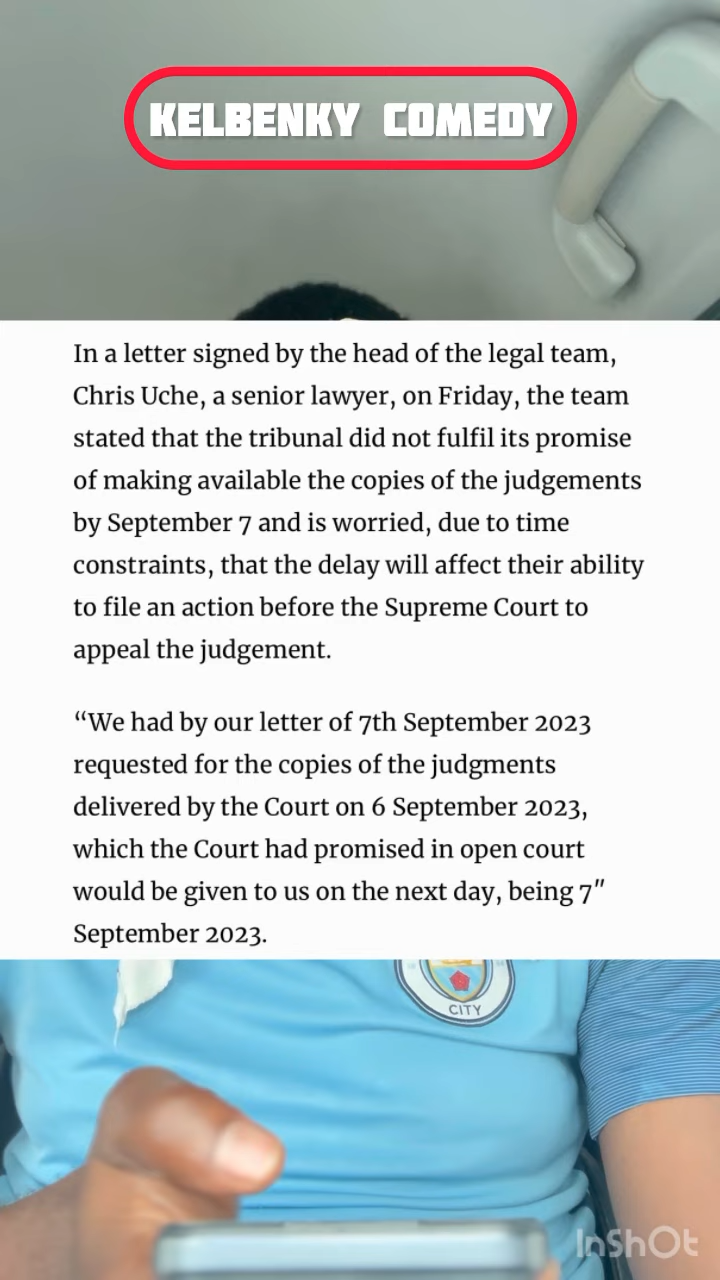 KELBENKY COMEDY
In a letter signed by the head of the legal team,
Chris Uche, a senior lawyer, on Friday, the team
stated that the tribunal did not fulfil its promise
of making available the copies of the judgements
by September 7 and is worried, due to time
constraints, that the delay will affect their ability
to file an action before the Supreme Court to
appeal the judgement.
“We had by our letter of 7th September 2023
requested for the copies of the judgments
delivered by the Court on 6 September 2023,
which the Court had promised in open court
would be given to us on the next day, being 7″
September 2023.
CITY
InShOt